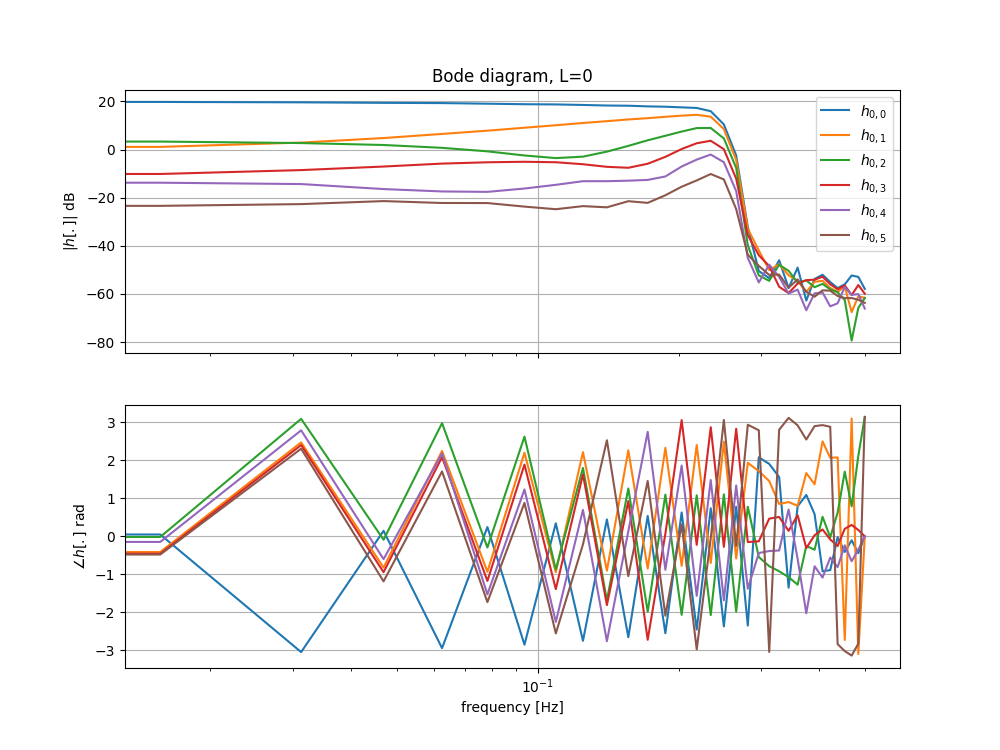 Bode diagram, L=0
20
0
−20
−40
−60
−80
|h[.]| dB
h0,0
h0,1
h0,2
h0,3
h0,4
h0,5
3
2
1
0
−1
−2
−3
∠h[.] rad
10−1
frequency [Hz]